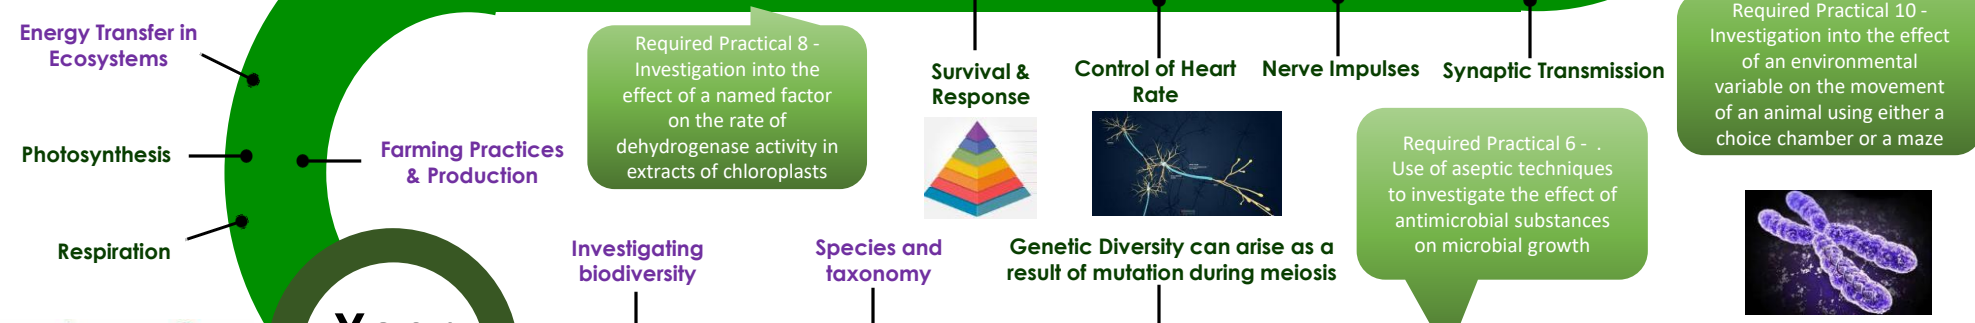 Energy Transfer in
Ecosystems
Photosynthesis
Respiration
Farming Practices
& Production
Required Practical 8 -
Investigation into the
effect of a named factor
on the rate of
dehydrogenase activity in
extracts of chloroplasts
Survival &
Response
Control of Heart
Rate
Nerve Impulses
Synaptic Transmission
Required Practical 10 -
Investigation into the effect
of an environmental
variable on the movement
of an animal using either a
choice chamber or a maze
Required Practical 6 - .
Use of aseptic techniques
to investigate the effect of
antimicrobial substances
on microbial growth
Investigating
biodiversity
Species and
taxonomy
Genetic Diversity can arise as a
result of mutation during meiosis